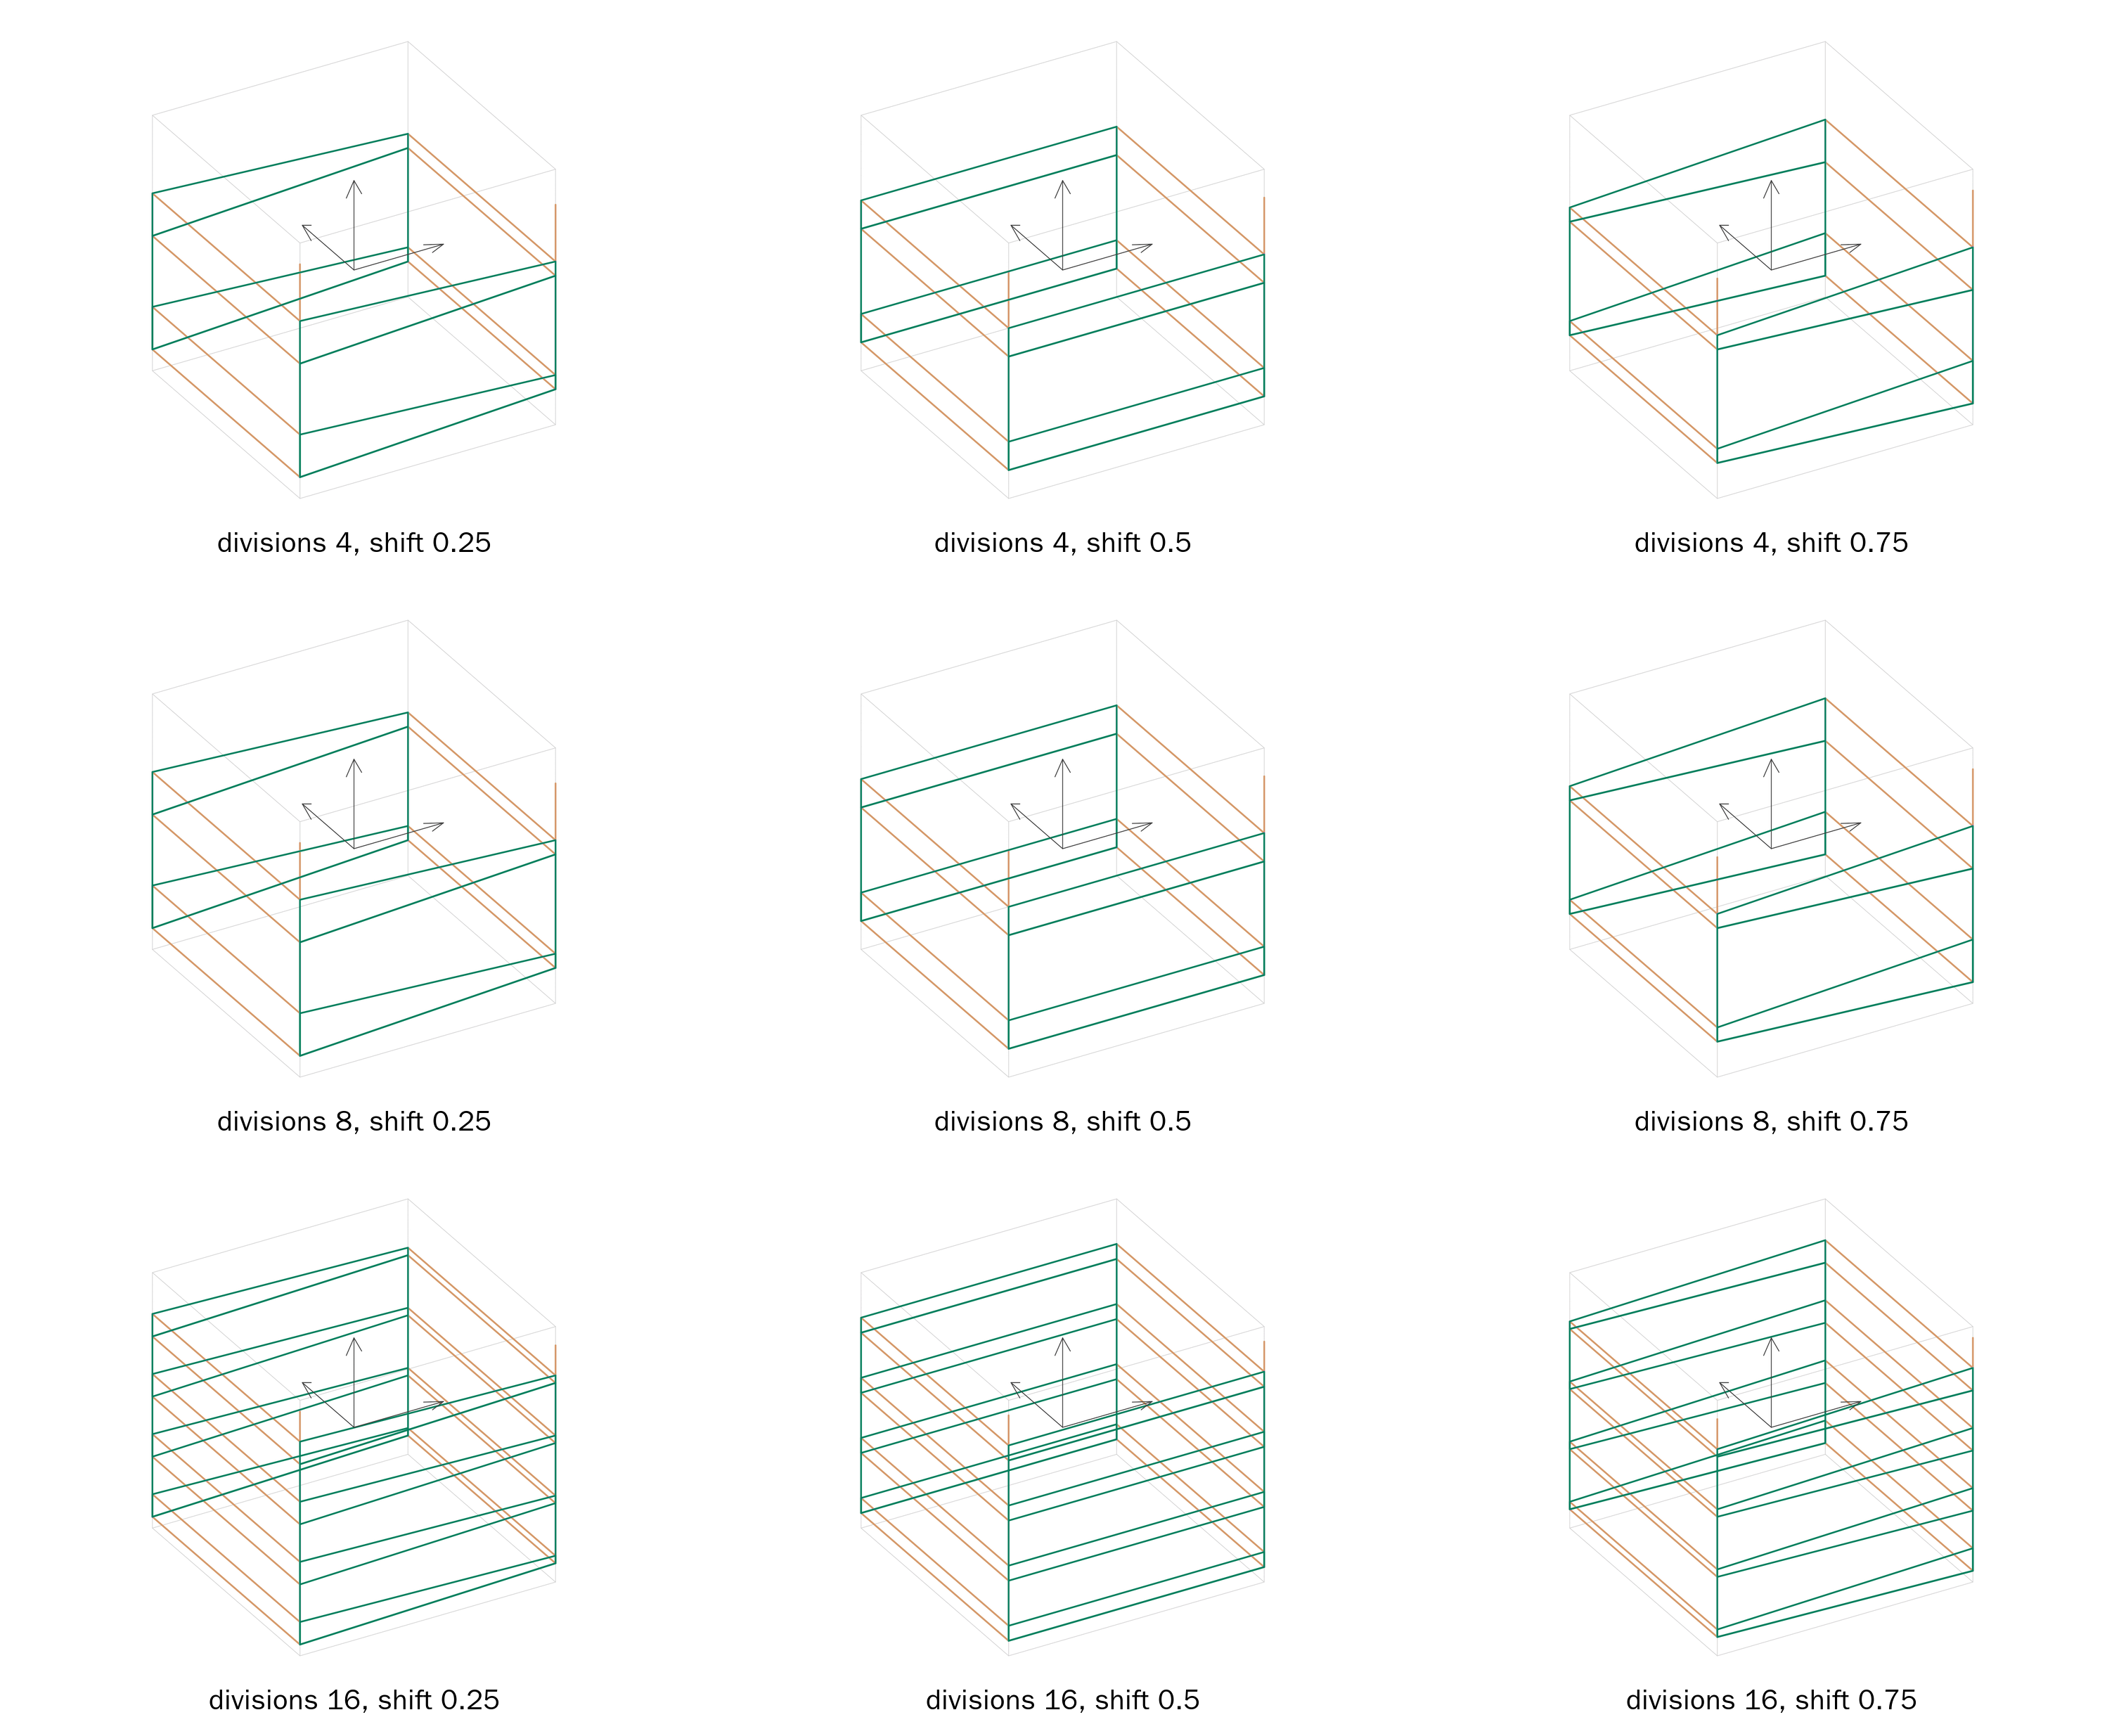 divisions 4, shift 0.25
divisions 4, shift 0.5
divisions 4, shift 0.75
divisions 8, shift 0.25
divisions 8, shift 0.5
divisions 8, shift 0.75
divisions 16, shift 0.25
divisions 16, shift 0.5
divisions 16, shift 0.75